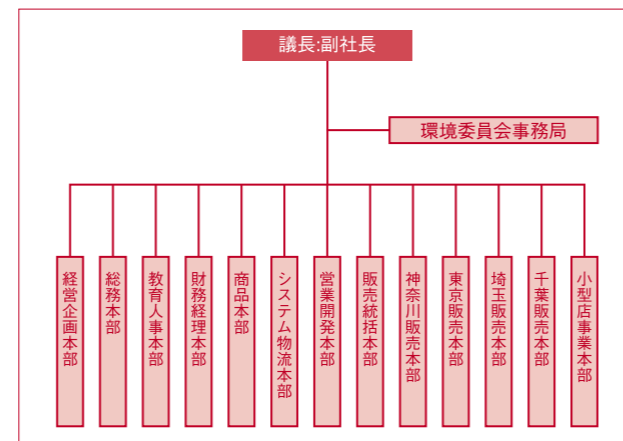 議長:副社長
環境委員会事務局
経営企画本部
総務本部
教育人事本部
財務経理本部
商品本部
システム物流本部
営業開発本部
販売統括本部
神奈川販売本部
東京販売本部
埼玉販売本部
千葉販売本部
小型店事業本部